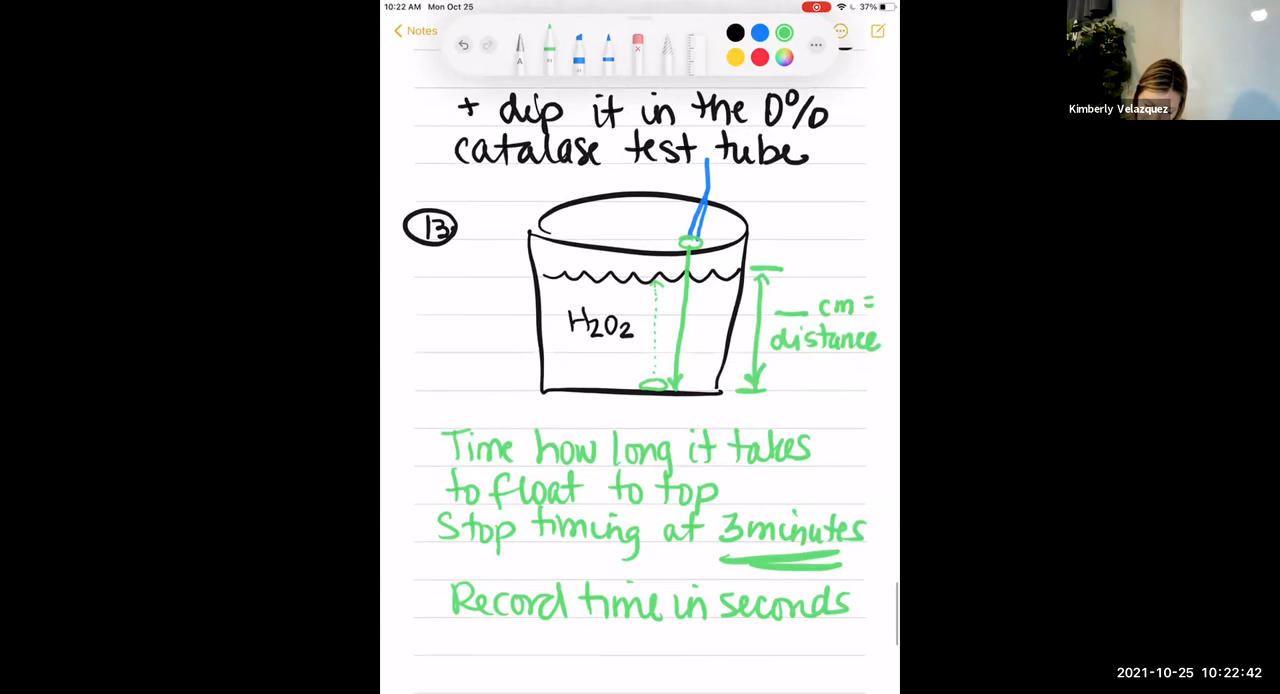 10:22 AM Mon Oct 25
37%
Notes
A
Kimberly Velazquez
+ dip it in the 0%
catalase test tube
13
H2O2
__ cm =
distance
Time how long it takes
to float to top
Stop timing at 3 minutes
Record time in seconds
2021-10-25 10:22:42